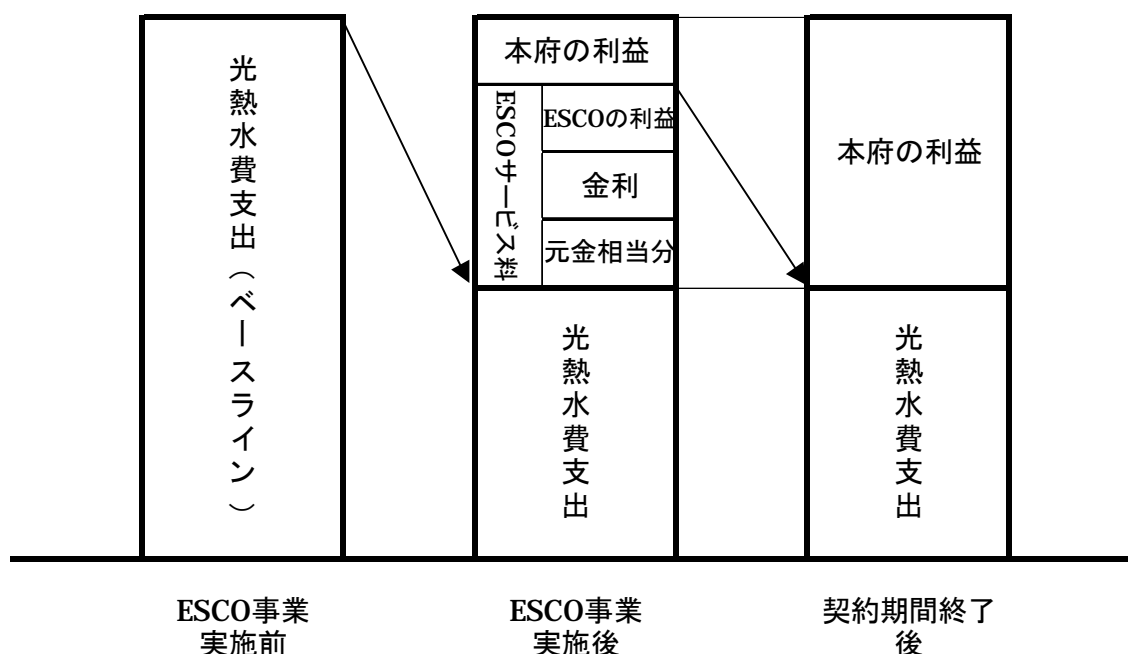 光熱水費支出（ベースライン）
本府の利益
ESCOサービス料
ESCOの利益
金利
元金相当分
光熱水費支出
本府の利益
光熱水費支出
ESCO事業
実施前
ESCO事業
実施後
契約期間終了
後